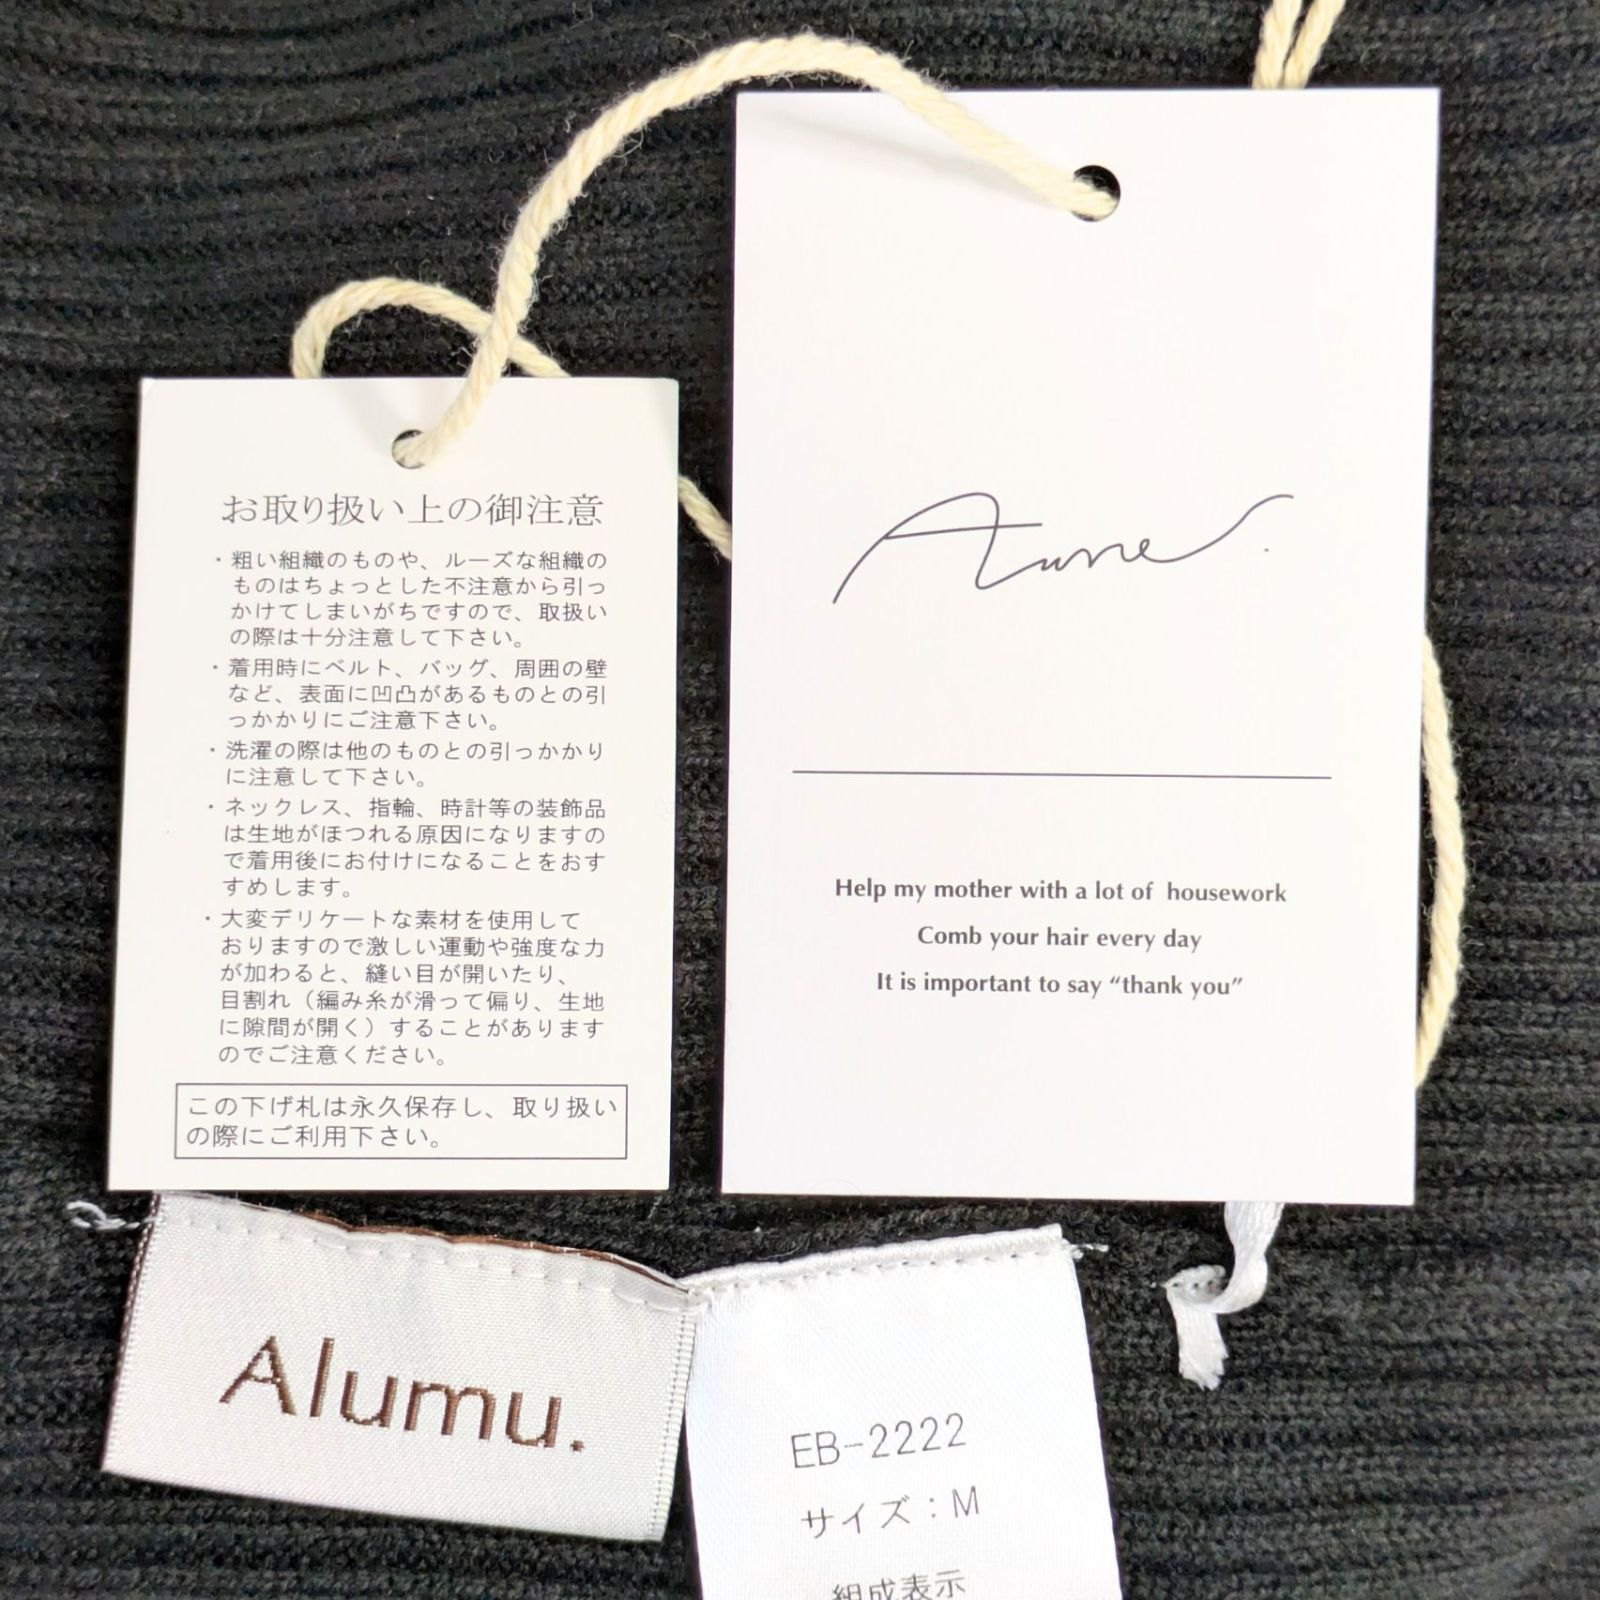 お取り扱い上の御注意
・粗い組織のものや、ルーズな組織の
ものはちょっとした不注意から引っ
かけてしまいがちですので、取扱い
の際は十分注意して下さい。
・着用時にベルト、バッグ、周囲の壁
など、表面に凹凸があるものとの引
っかかりにご注意下さい。
・洗濯の際は他のものとの引っかかり
に注意して下さい。
・ネックレス、指輪、時計等の装飾品
は生地がほつれる原因になりますの
で着用後にお付けになることをおす
すめします。
・大変デリケートな素材を使用して
おりますので激しい運動や強度な力
が加わると、縫い目が開いたり、
目割れ（編み糸が滑って偏り、生地
に隙間が開く）することがあります
のでご注意ください。
この下げ札は永久保存し、取り扱い
の際にご利用下さい。
Help my mother with a lot of housework
Comb your hair every day
It is important to say “thank you”
Alumu.
EB-2222
サイズ：M
組成表示